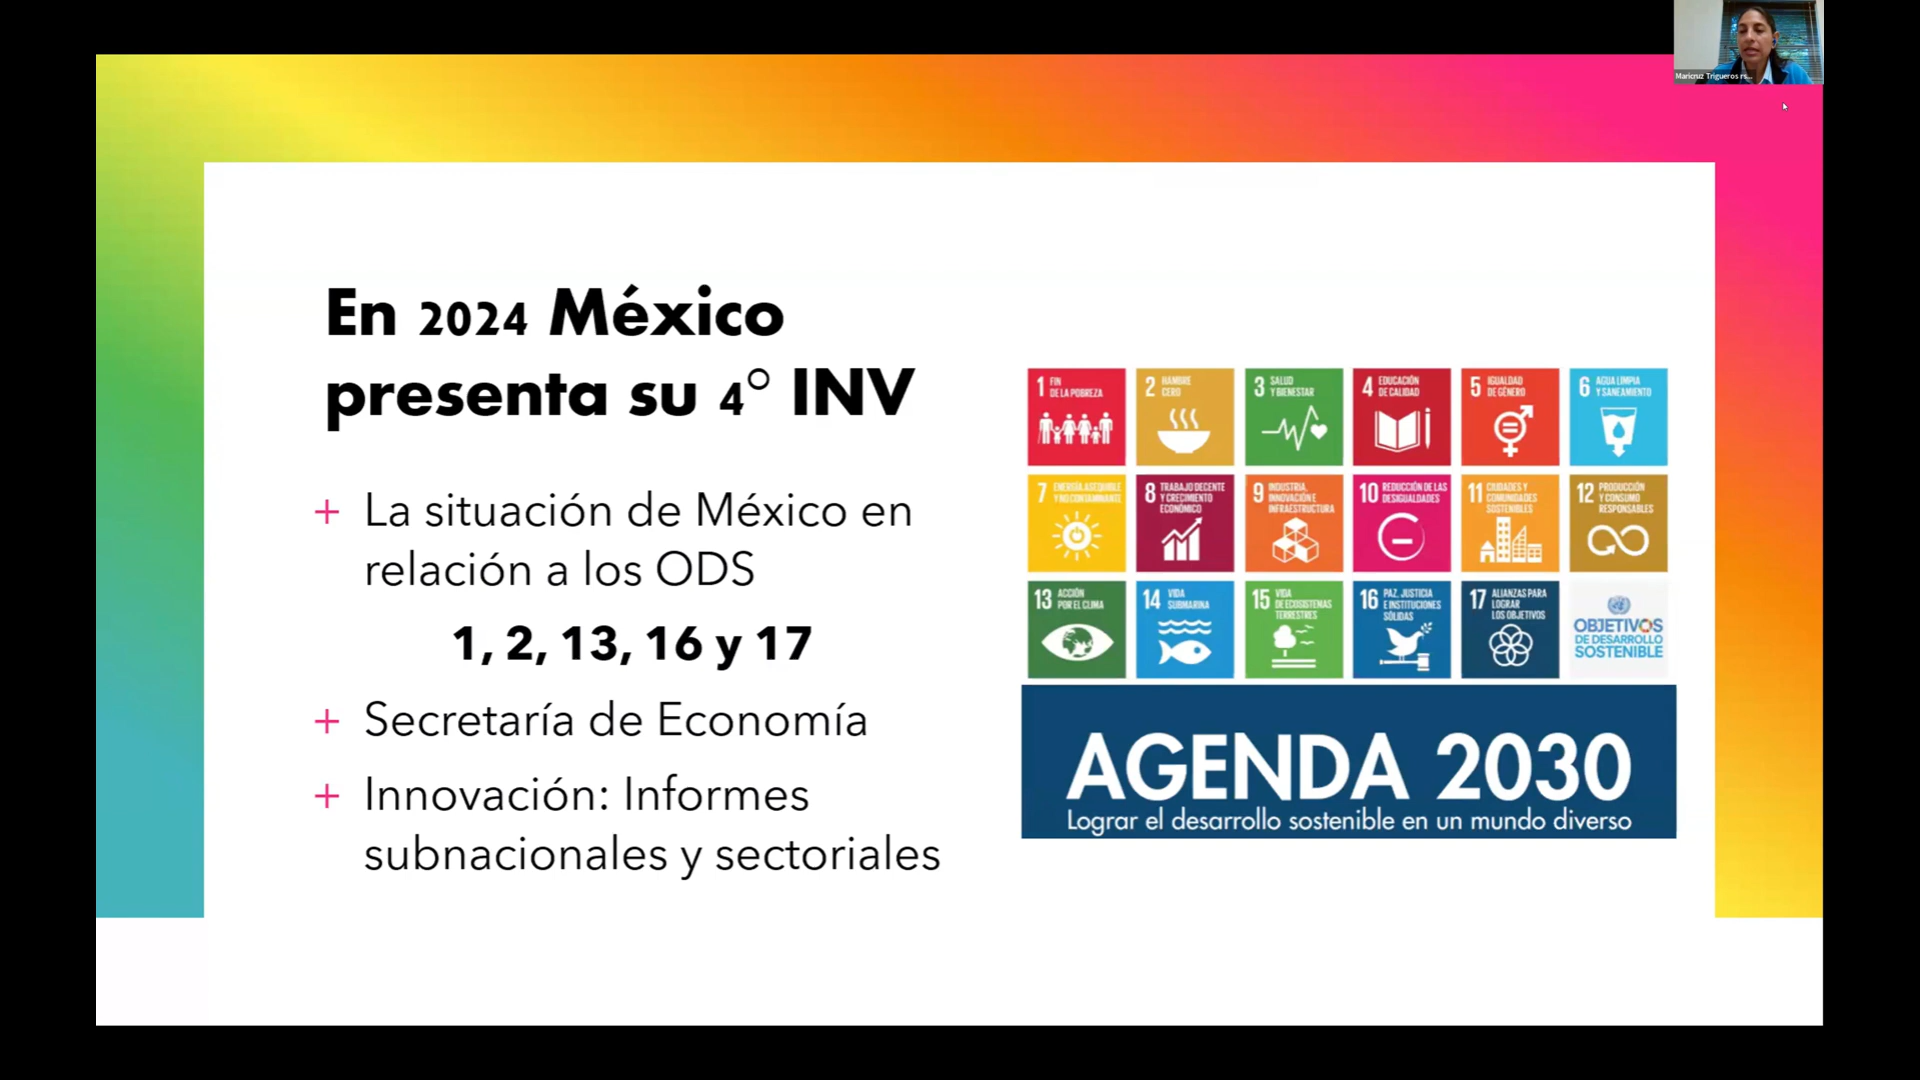 Maricruz Trigueros rs...
En 2024 México
presenta su 4° INV
+ La situación de México en
relación a los ODS
1, 2, 13, 16 y 17
+ Secretaría de Economía
+ Innovación: Informes
subnacionales y sectoriales
1 FIN
DE LA POBREZA
2 HAMBRE
CERO
3 SALUD
Y BIENESTAR
4 EDUCACIÓN
DE CALIDAD
5 IGUALDAD
DE GÉNERO
6 AGUA LIMPIA
Y SANEAMIENTO
7 ENERGÍA ASEQUIBLE
Y NO CONTAMINANTE
8 TRABAJO DECENTE
Y CRECIMIENTO
ECONÓMICO
9 INDUSTRIA,
INNOVACIÓN E
INFRAESTRUCTURA
10 REDUCCIÓN DE LAS
DESIGUALDADES
11 CIUDADES Y
COMUNIDADES
SOSTENIBLES
12 PRODUCCIÓN
Y CONSUMO
RESPONSABLES
13 ACCIÓN
POR EL CLIMA
14 VIDA
SUBMARINA
15 VIDA
DE ECOSISTEMAS
TERRESTRES
16 PAZ, JUSTICIA
E INSTITUCIONES
SÓLIDAS
17 ALIANZAS PARA
LOGRAR
LOS OBJETIVOS
OBJETIVOS
DE DESARROLLO
SOSTENIBLE
AGENDA 2030
Lograr el desarrollo sostenible en un mundo diverso